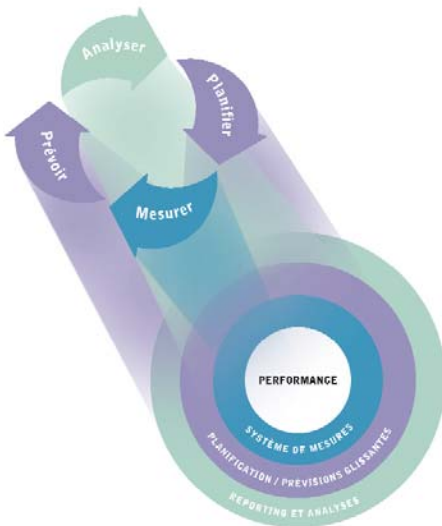 Analyser
Planifier
Prévoir
Mesurer
PERFORMANCE
SYSTÈME DE MESURES
PLANIFICATION / PRÉVISIONS GLISSANTES
REPORTING ET ANALYSES